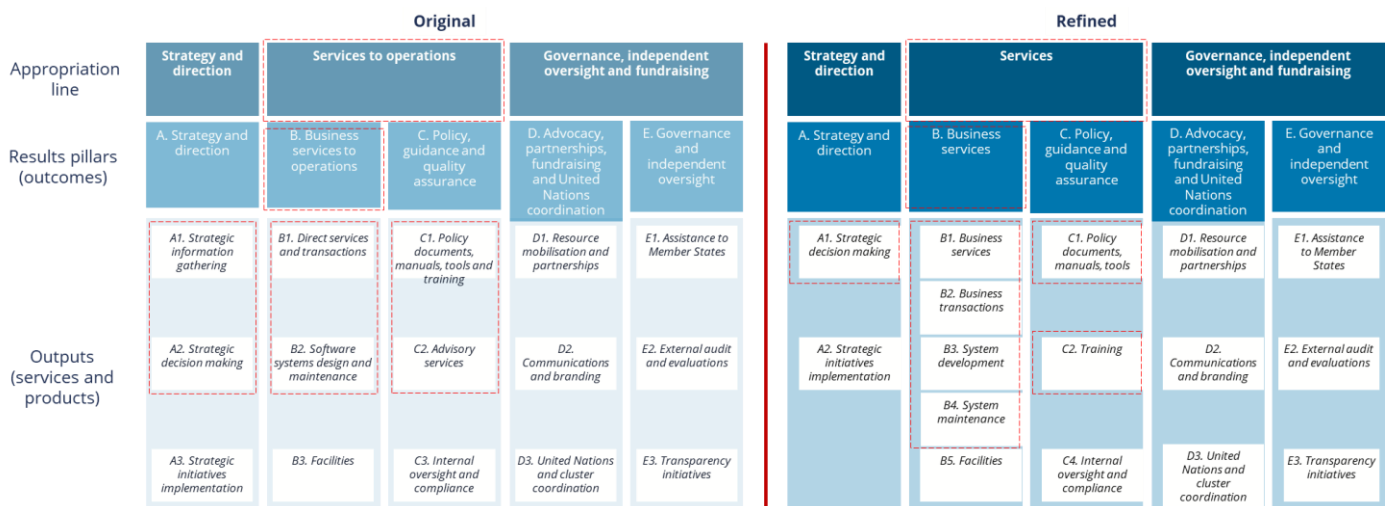 Original
Refined
Appropriation
line
Strategy and
direction
Services to operations
Governance, independent
oversight and fundraising
Strategy and
direction
Services
Governance, independent
oversight and fundraising
Results pillars
(outcomes)
A. Strategy and
direction
B. Business
services to
operations
C. Policy,
guidance and
quality
assurance
D. Advocacy,
partnerships,
fundraising
and United
Nations
coordination
E. Governance
and
independent
oversight
A. Strategy and
direction
B. Business
services
C. Policy,
guidance and
quality
assurance
D. Advocacy,
partnerships,
fundraising
and United
Nations
coordination
E. Governance
and
independent
oversight
Outputs
(services and
products)
A1. Strategic
information
gathering
B1. Direct services
and transactions
C1. Policy
documents,
manuals, tools and
training
D1. Resource
mobilisation and
partnerships
E1. Assistance to
Member States
A2. Strategic
decision making
B2. Software
systems design and
maintenance
C2. Advisory
services
D2.
Communications
and branding
E2. External audit
and evaluations
A3. Strategic
initiatives
implementation
B3. Facilities
C3. Internal
oversight and
compliance
D3. United Nations
and cluster
coordination
E3. Transparency
Initiatives
A1. Strategic
decision making
B1. Business
services
C1. Policy
documents,
manuals, tools
D1. Resource
mobilisation and
partnerships
E1. Assistance
to Member
States
B2. Business
transactions
A2. Strategic
initiatives
implementation
B3. System
development
C2. Training
D2.
Communications
and branding
E2. External audit
and evaluations
B4. System
maintenance
B5. Facilities
C4. Internal
oversight and
compliance
D3. United
Nations and
cluster
coordination
E3. Transparency
initiatives